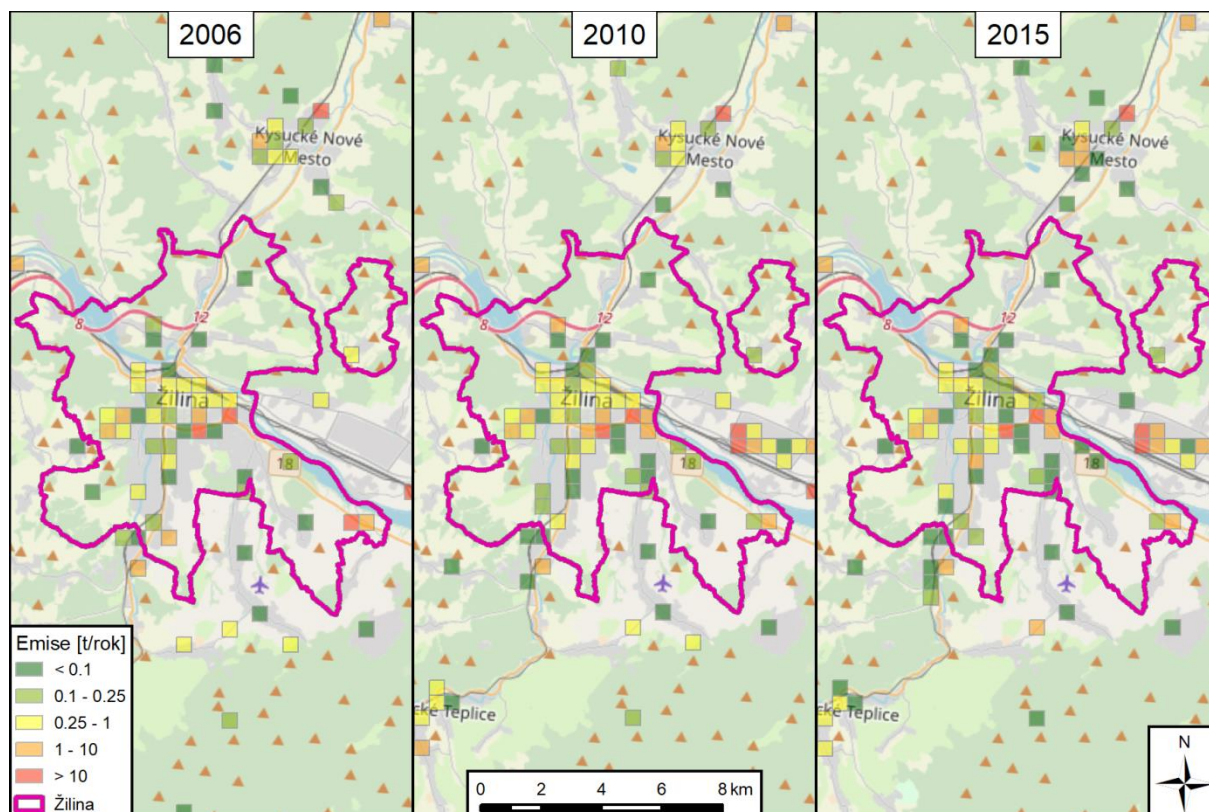 2006
2010
2015
Kysucké Nové
Mesto
Kysucké Nové
Mesto
Kysucké Nové
Mesto
8
12
8
12
8
12
Žilina
Žilina
Žilina
18
18
18
Emise [t/rok]
< 0.1
0.1 - 0.25
0.25 - 1
1 - 10
> 10
Žilina
cké Teplice
cké Teplice
0 2 4 6 8 km
N